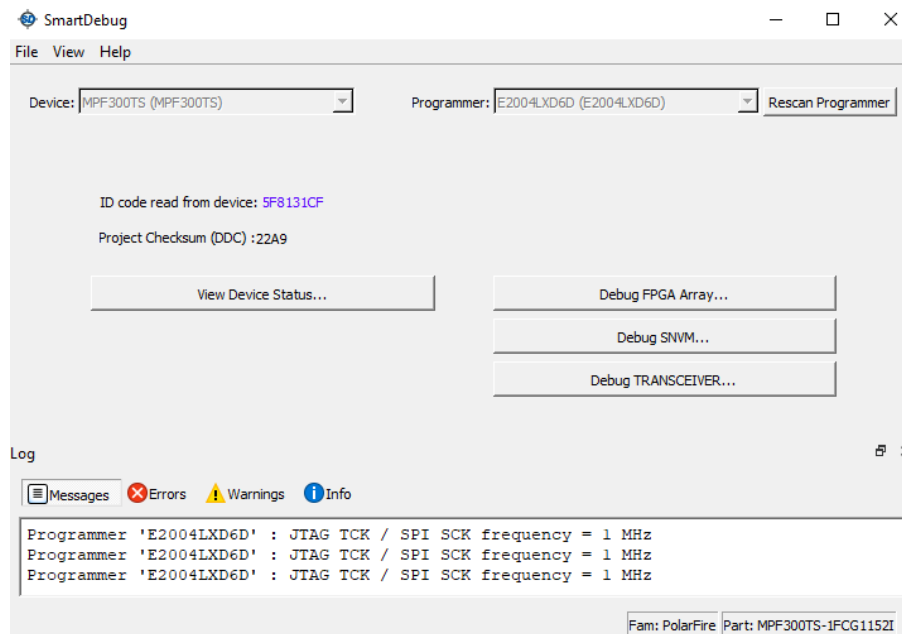 SmartDebug
File View Help
Device: MPF300TS (MPF300TS) Programmer: E2004LXD6D (E2004LXD6D) Rescan Programmer
ID code read from device: 5F8131CF
Project Checksum (DDC) :22A9
View Device Status... Debug FPGA Array...
Debug SNVM...
Debug TRANSCEIVER...
Log
Messages Errors Warnings Info
Programmer 'E2004LXD6D' : JTAG TCK / SPI SCK frequency = 1 MHz
Programmer 'E2004LXD6D' : JTAG TCK / SPI SCK frequency = 1 MHz
Programmer 'E2004LXD6D' : JTAG TCK / SPI SCK frequency = 1 MHz
Fam: PolarFire Part: MPF300TS-1FCG1152I